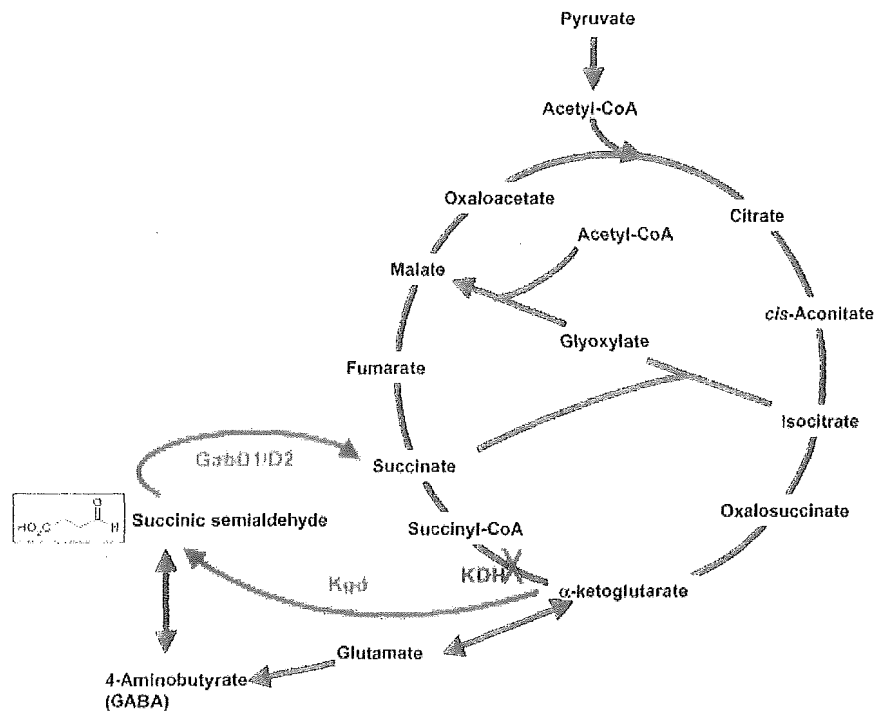 Pyruvate
Acetyl-CoA
Oxaloacetate
Citrate
Acetyl-CoA
Malate
cis-Aconitate
Glyoxylate
Fumarate
Isocitrate
GabD1/D2
Succinate
Oxalosuccinate
HO₂C
O
H
Succinic semialdehyde
Succinyl-CoA
KDH
X
Kgd
α-ketoglutarate
Glutamate
4-Aminobutyrate
(GABA)